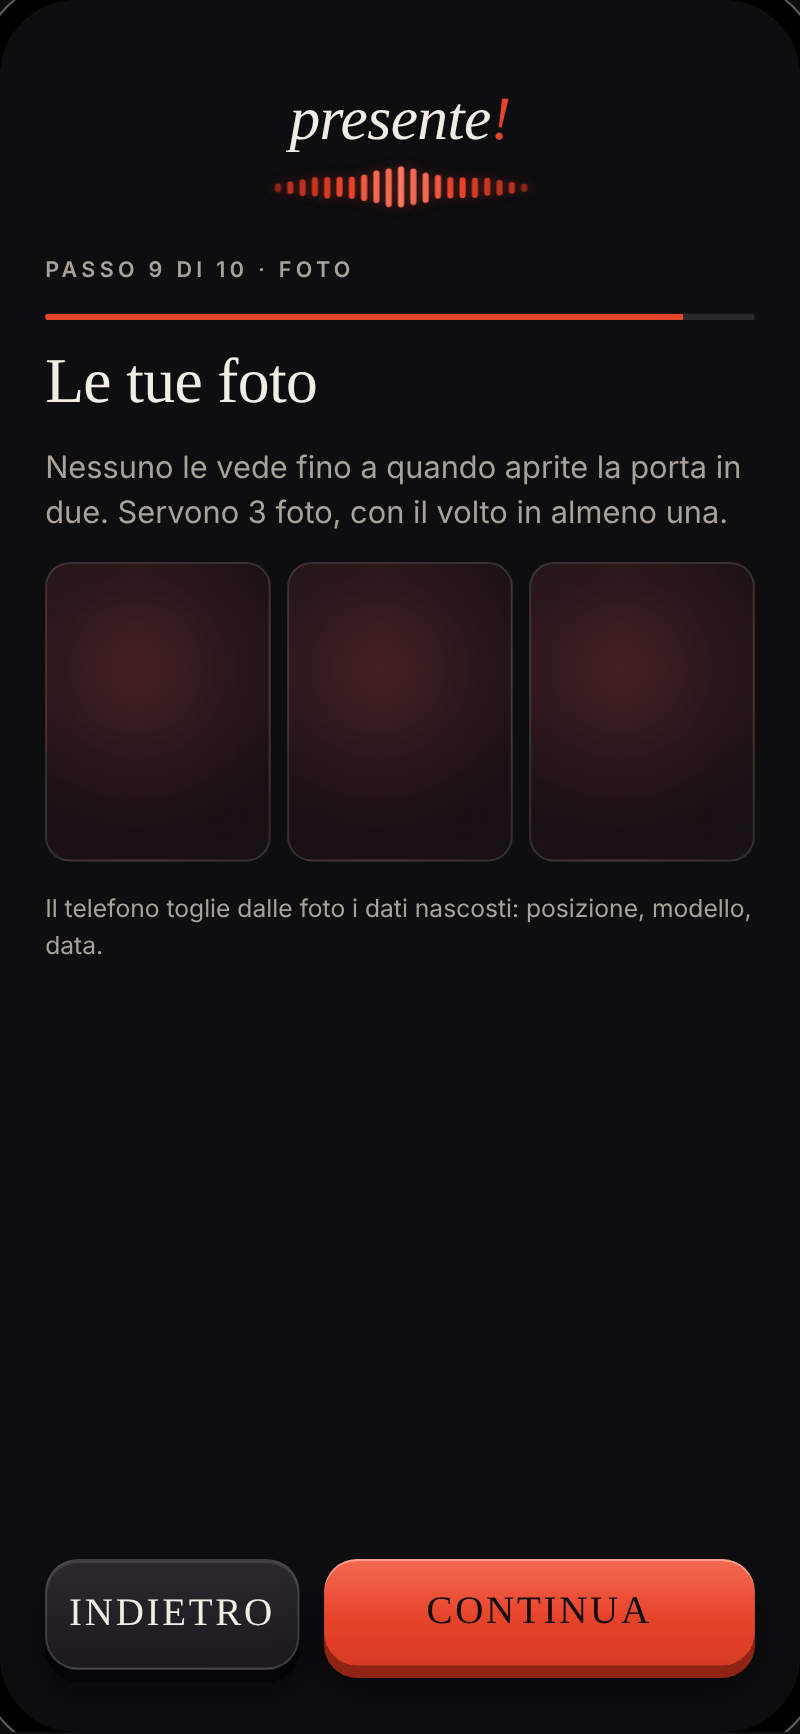 presente!
PASSO 9 DI 10 · FOTO
Le tue foto
Nessuno le vede fino a quando aprite la porta in
due. Servono 3 foto, con il volto in almeno una.
Il telefono toglie dalle foto i dati nascosti: posizione, modello,
data.
INDIETRO
CONTINUA